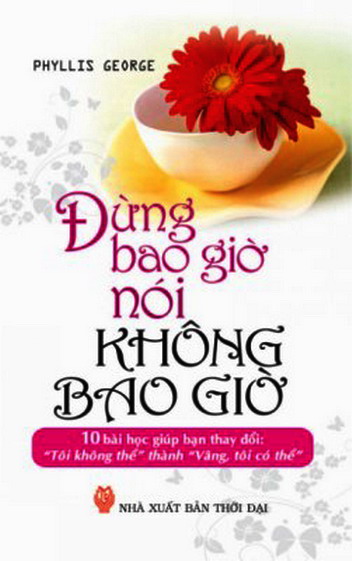 PHYLLIS GEORGE
Đừng
bao giờ
nói
KHÔNG
BAO GIỜ
10 bài học giúp bạn thay đổi:
"Tôi không thể" thành "Vâng, tôi có thể"
NHÀ XUẤT BẢN THỜI ĐẠI